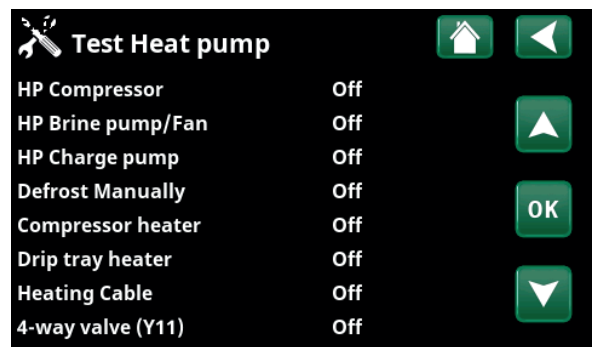 Test Heat pump
HP Compressor Off
HP Brine pump/Fan Off
HP Charge pump Off
Defrost Manually Off
Compressor heater Off
OK
Drip tray heater Off
Heating Cable Off
4-way valve (Y11) Off